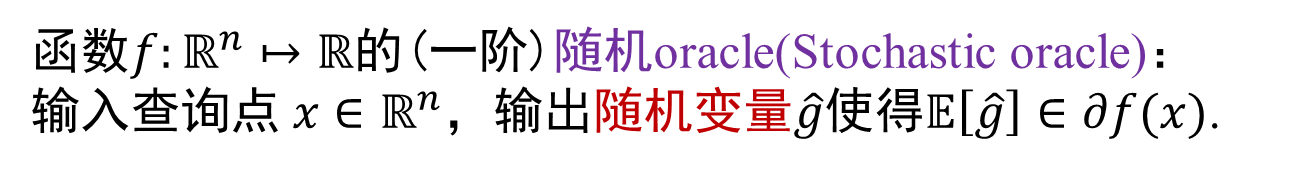 函数𝑓: ℝⁿ ↦ ℝ的(一阶)随机oracle(Stochastic oracle)：
输入查询点 𝑥 ∈ ℝⁿ，输出随机变量ĝ使得𝔼[ĝ] ∈ ∂𝑓(𝑥).